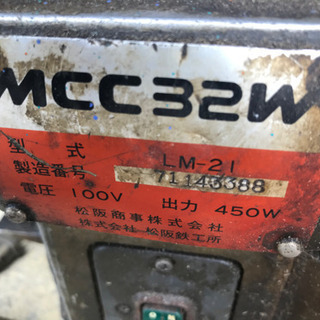 MCC32W
型式 LM-21
製造番号 71143388
電圧 100V 出力 450W
松阪商事株式会社
株式会社 松阪鉄工所